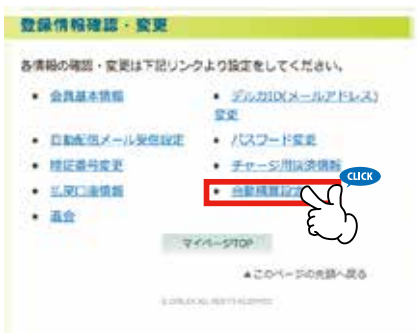 登録情報確認・変更
各情報の確認・変更は下記リンクより設定をしてください。
会員基本情報
デルカID(メールアドレス)
変更
自動配信メール受信設定
パスワード変更
暗証番号変更
チャージ用決済情報
払戻口座情報
自動積算設定
CLICK
退会
マイページTOP
▲このページの先頭へ戻る